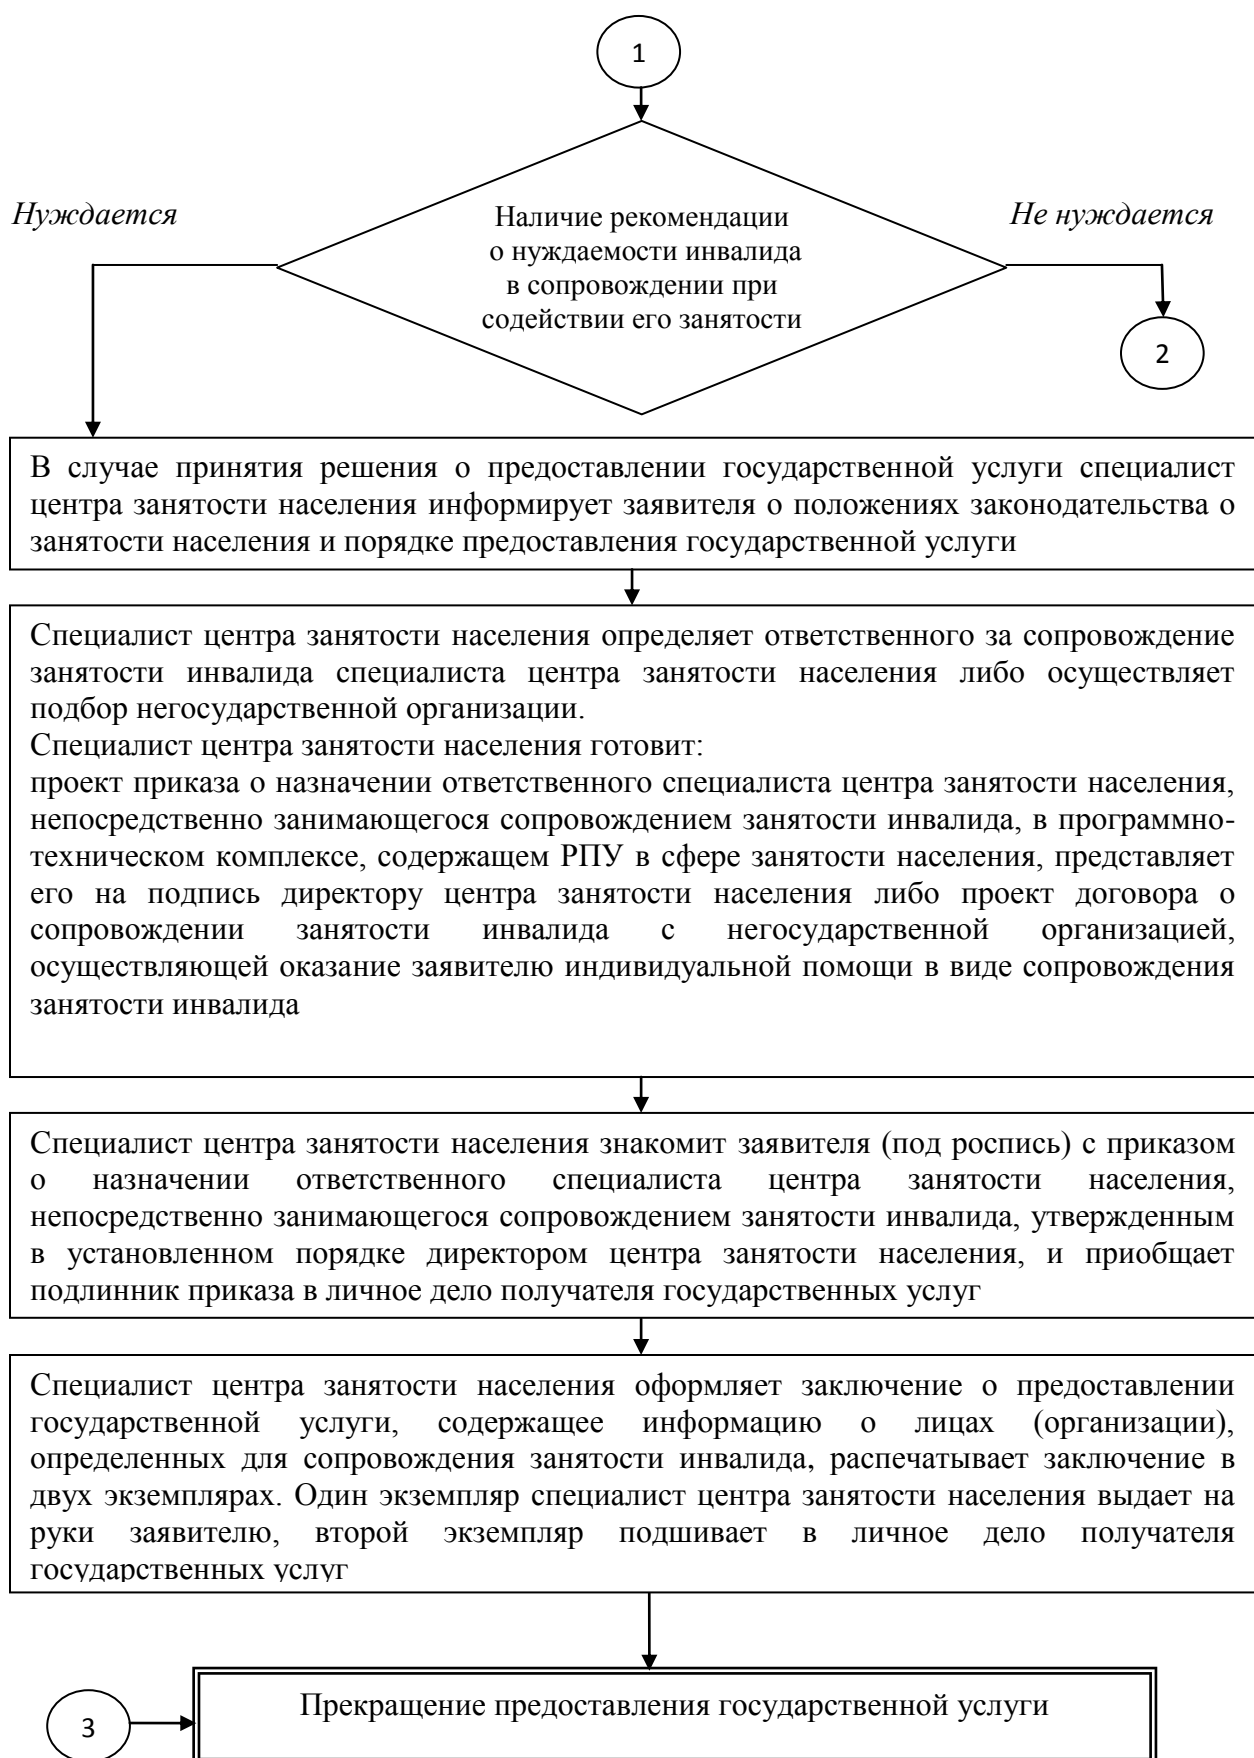 1
Нуждается
Наличие рекомендации
о нуждаемости инвалида
в сопровождении при
содействии его занятости
Не нуждается
2
В случае принятия решения о предоставлении государственной услуги специалист
центра занятости населения информирует заявителя о положениях законодательства о
занятости населения и порядке предоставления государственной услуги
Специалист центра занятости населения определяет ответственного за сопровождение
занятости инвалида специалиста центра занятости населения либо осуществляет
подбор негосударственной организации.
Специалист центра занятости населения готовит:
проект приказа о назначении ответственного специалиста центра занятости населения,
непосредственно занимающегося сопровождением занятости инвалида, в программно-
техническом комплексе, содержащем РПУ в сфере занятости населения, представляет
его на подпись директору центра занятости населения либо проект договора о
сопровождении занятости инвалида с негосударственной организацией,
осуществляющей оказание заявителю индивидуальной помощи в виде сопровождения
занятости инвалида
Специалист центра занятости населения знакомит заявителя (под роспись) с приказом
о назначении ответственного специалиста центра занятости населения,
непосредственно занимающегося сопровождением занятости инвалида, утвержденным
в установленном порядке директором центра занятости населения, и приобщает
подлинник приказа в личное дело получателя государственных услуг
Специалист центра занятости населения оформляет заключение о предоставлении
государственной услуги, содержащее информацию о лицах (организации),
определенных для сопровождения занятости инвалида, распечатывает заключение в
двух экземплярах. Один экземпляр специалист центра занятости населения выдает на
руки заявителю, второй экземпляр подшивает в личное дело получателя
государственных услуг
Прекращение предоставления государственной услуги
3